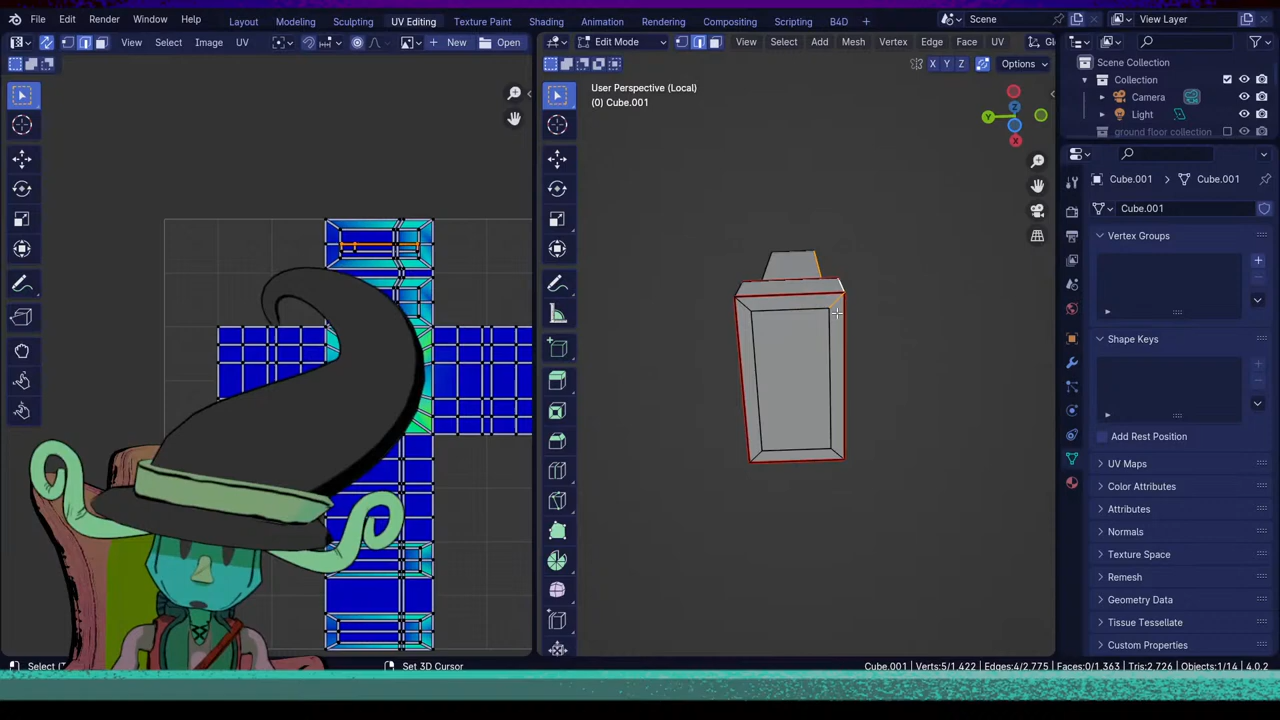 File Edit Render Window Help Layout Modeling Sculpting UV Editing Texture Paint Shading Animation Rendering Compositing Scripting B4D Scene View Layer
View Select Image UV New Open Edit Mode View Select Add Mesh Vertex Edge Face UV
X Y Z Options
Scene Collection
Collection
Camera
Light
ground floor collection
User Perspective (Local)
(0) Cube.001
Z
Y
X
Cube.001 Cube.001
Cube.001
Vertex Groups
Shape Keys
Add Rest Position
UV Maps
Color Attributes
Attributes
Normals
Texture Space
Remesh
Geometry Data
Texture Tessellate
Custom Properties
Select Set 3D Cursor Cube.001 Verts:5/1,422 Edges:4/2,775 Faces:0/1,363 Tris:2,726 Objects:1/14 4.0.2